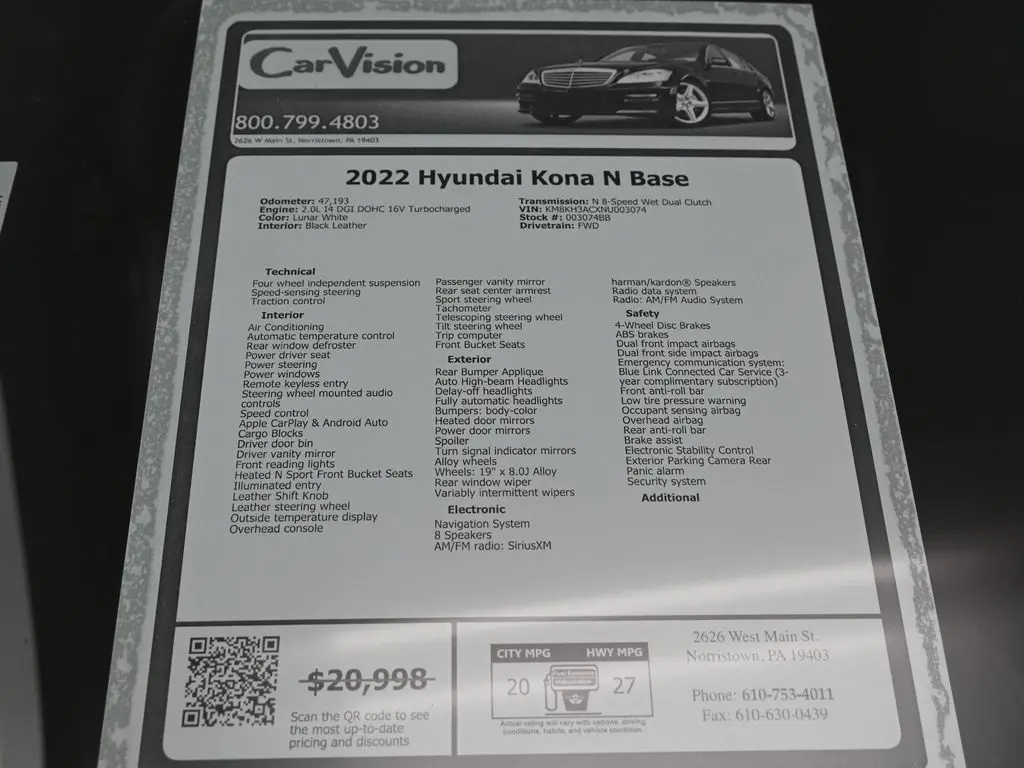 CarVision
800.799.4803
2626 W Main St, Norristown, PA 19403
2022 Hyundai Kona N Base
Odometer: 47,193
Engine: 2.0L I4 DGI DOHC 16V Turbocharged
Color: Lunar White
Interior: Black Leather
Transmission: N 8-Speed Wet Dual Clutch
VIN: KM8KH3ACXNU003074
Stock #: 003074BB
Drivetrain: FWD
Technical
Four wheel independent suspension
Speed-sensing steering
Traction control
Interior
Air Conditioning
Automatic temperature control
Rear window defroster
Power driver seat
Power steering
Power windows
Remote keyless entry
Steering wheel mounted audio
controls
Speed control
Apple CarPlay & Android Auto
Cargo Blocks
Driver door bin
Driver vanity mirror
Front reading lights
Heated N Sport Front Bucket Seats
Illuminated entry
Leather Shift Knob
Leather steering wheel
Outside temperature display
Overhead console
Passenger vanity mirror
Rear seat center armrest
Sport steering wheel
Tachometer
Telescoping steering wheel
Tilt steering wheel
Trip computer
Front Bucket Seats
Exterior
Rear Bumper Applique
Auto High-beam Headlights
Delay-off headlights
Fully automatic headlights
Bumpers: body-color
Heated door mirrors
Power door mirrors
Spoiler
Turn signal indicator mirrors
Alloy wheels
Wheels: 19" x 8.0J Alloy
Rear window wiper
Variably intermittent wipers
Electronic
Navigation System
8 Speakers
AM/FM radio: SiriusXM
harman/kardon® Speakers
Radio data system
Radio: AM/FM Audio System
Safety
4-Wheel Disc Brakes
ABS brakes
Dual front impact airbags
Dual front side impact airbags
Emergency communication system:
Blue Link Connected Car Service (3-
year complimentary subscription)
Front anti-roll bar
Low tire pressure warning
Occupant sensing airbag
Overhead airbag
Rear anti-roll bar
Brake assist
Electronic Stability Control
Exterior Parking Camera Rear
Panic alarm
Security system
Additional
$20,998
Scan the QR code to see
the most up-to-date
pricing and discounts
CITY MPG
HWY MPG
20
27
Actual rating will vary with options, driving
conditions, habits, and vehicle condition.
2626 West Main St.
Norristown, PA 19403
Phone: 610-753-4011
Fax: 610-630-0439